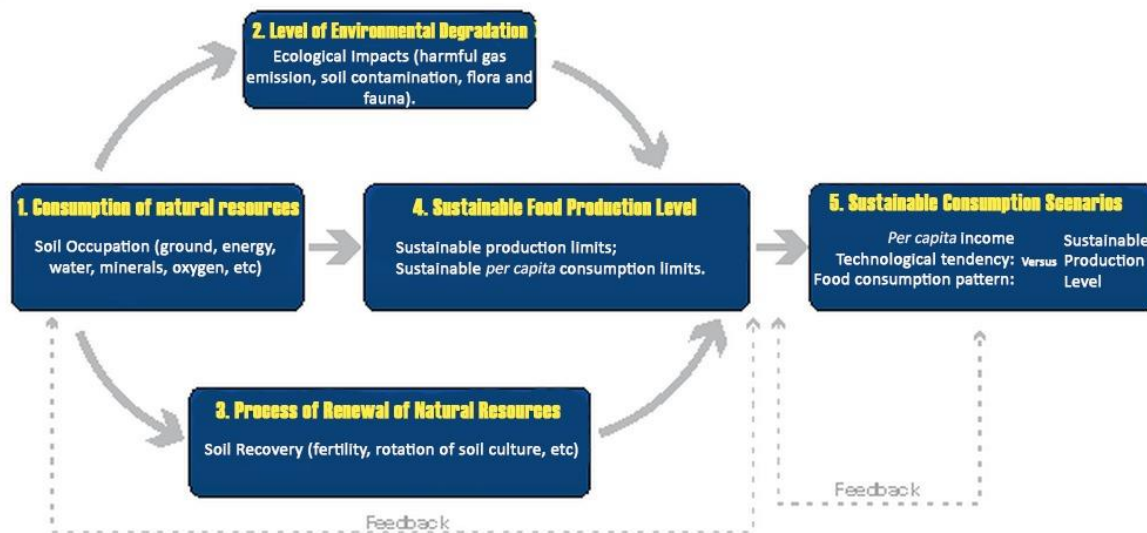 2. Level of Environmental Degradation
Ecological Impacts (harmful gas
emission, soil contamination, flora and
fauna).
1. Consumption of natural resources
Soil Occupation (ground, energy,
water, minerals, oxygen, etc)
4. Sustainable Food Production Level
Sustainable production limits;
Sustainable per capita consumption limits.
5. Sustainable Consumption Scenarios
Per capita income
Technological tendency:
Food consumption pattern:
Versus
Sustainable
Production
Level
3. Process of Renewal of Natural Resources
Soil Recovery (fertility, rotation of soil culture, etc)
Feedback
Feedback